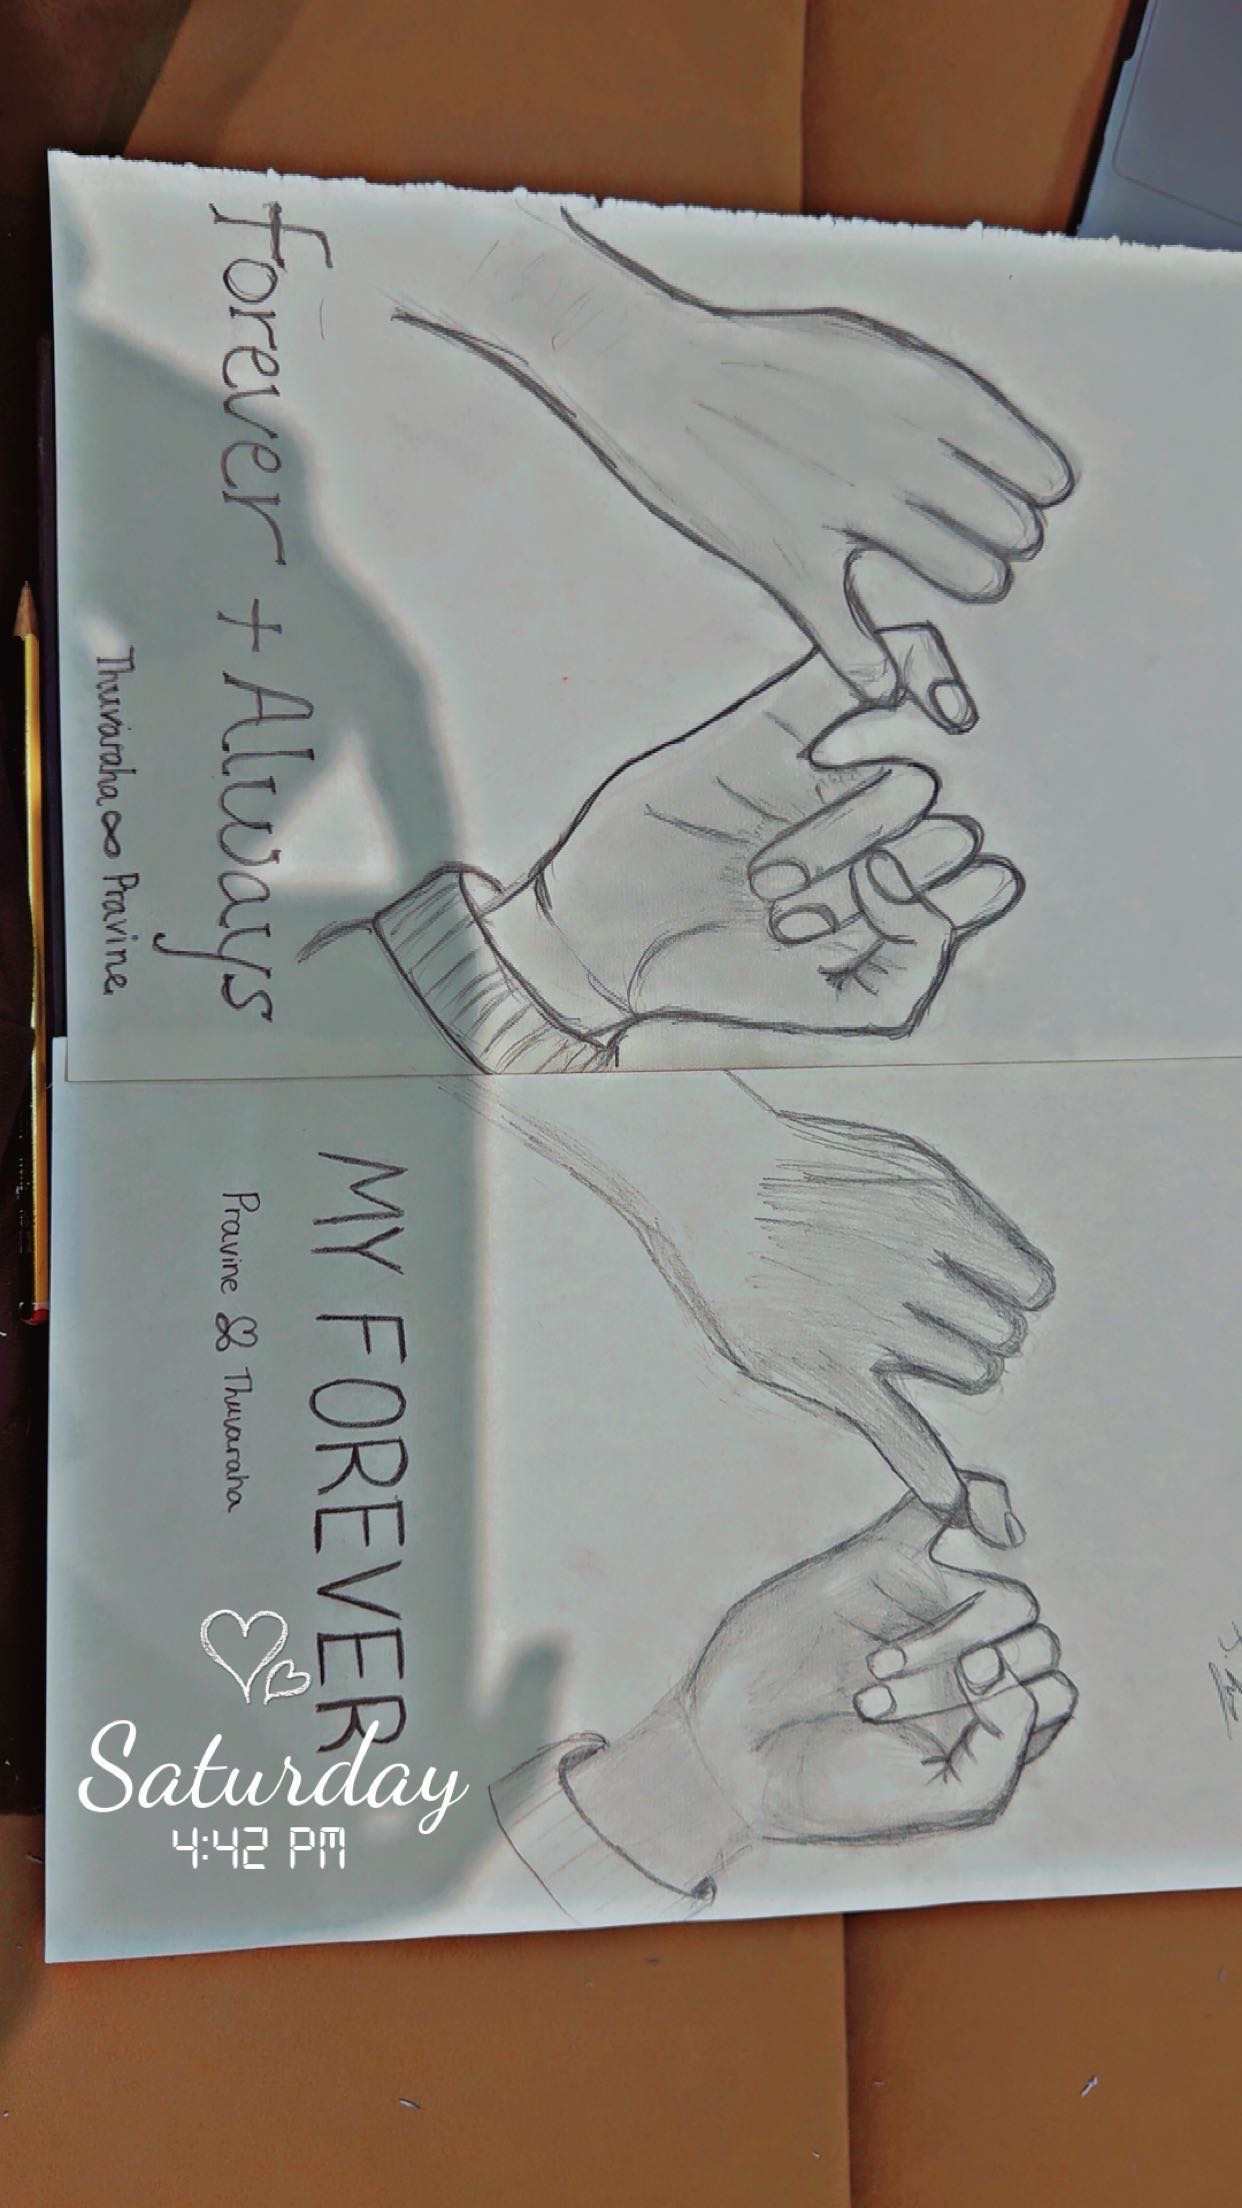 Forever + Always
Thuvaraha ∞ Pravine
MY FOREVER
Pravine Thuvaraha
Saturday
4:42 PM